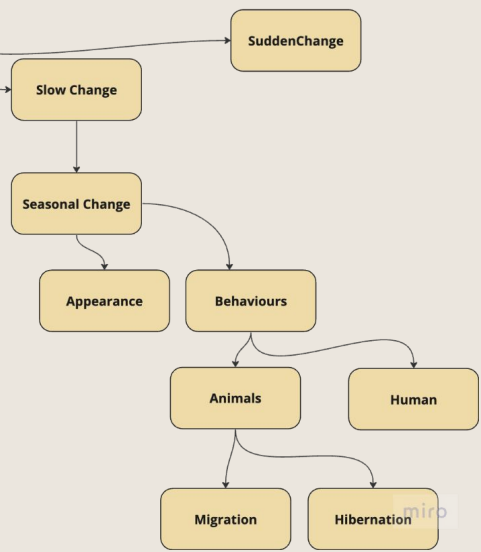 SuddenChange
Slow Change
Seasonal Change
Appearance
Behaviours
Animals
Human
Migration
Hibernation
miro